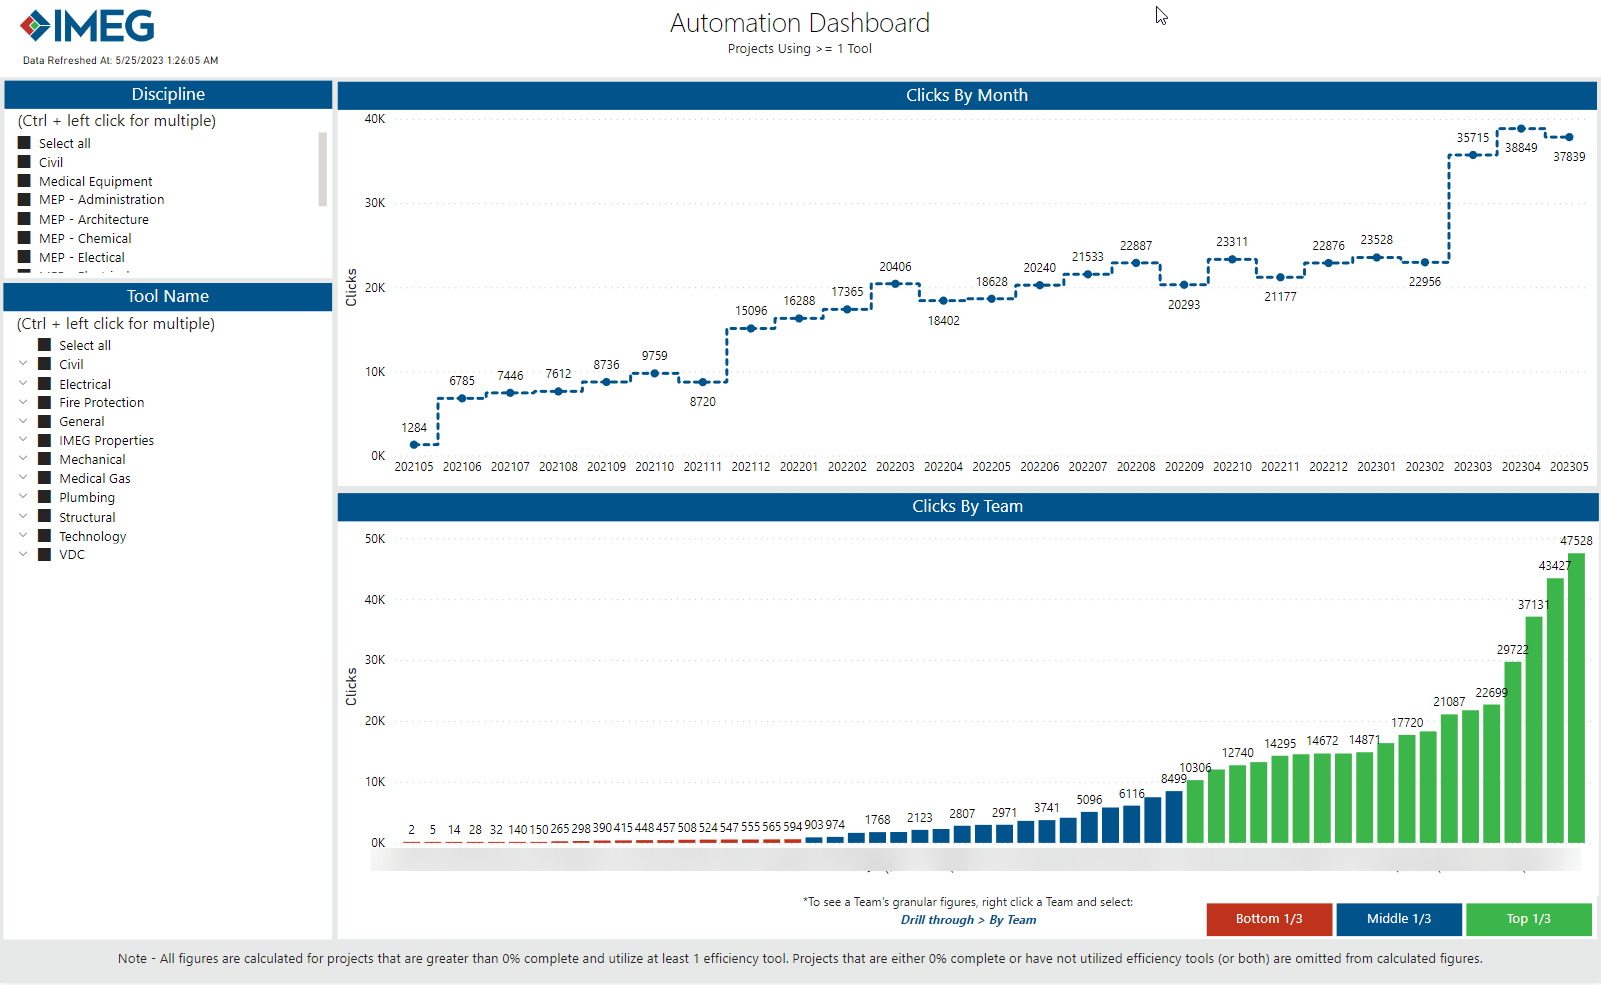 IMEG
Data Refreshed At: 5/25/2023 1:26:05 AM
Automation Dashboard
Projects Using >= 1 Tool
Discipline
(Ctrl + left click for multiple)
Select all
Civil
Medical Equipment
MEP - Administration
MEP - Architecture
MEP - Chemical
MEP - Electical
Tool Name
(Ctrl + left click for multiple)
Select all
Civil
Electrical
Fire Protection
General
IMEG Properties
Mechanical
Medical Gas
Plumbing
Structural
Technology
VDC
Clicks By Month
Clicks
40K
30K
20K
10K
0K
1284
6785
7446
7612
8736
9759
8720
15096
16288
17365
20406
18402
18628
20240
21533
22887
20293
23311
21177
22876
23528
22956
35715
38849
37839
202105 202106 202107 202108 202109 202110 202111 202112 202201 202202 202203 202204 202205 202206 202207 202208 202209 202210 202211 202212 202301 202302 202303 202304 202305
Clicks By Team
Clicks
50K
40K
30K
20K
10K
0K
2 5 14 28 32 140 150 265 298 390 415 448 457 508 524 547 555 565 594 903 974 1768 2123 2807 2971 3741 5096 6116 8499 10306 12740 14295 14672 14871 17720 21087 22699 29722 37131 43427 47528
*To see a Team's granular figures, right click a Team and select:
Drill through > By Team
Bottom 1/3
Middle 1/3
Top 1/3
Note - All figures are calculated for projects that are greater than 0% complete and utilize at least 1 efficiency tool. Projects that are either 0% complete or have not utilized efficiency tools (or both) are omitted from calculated figures.